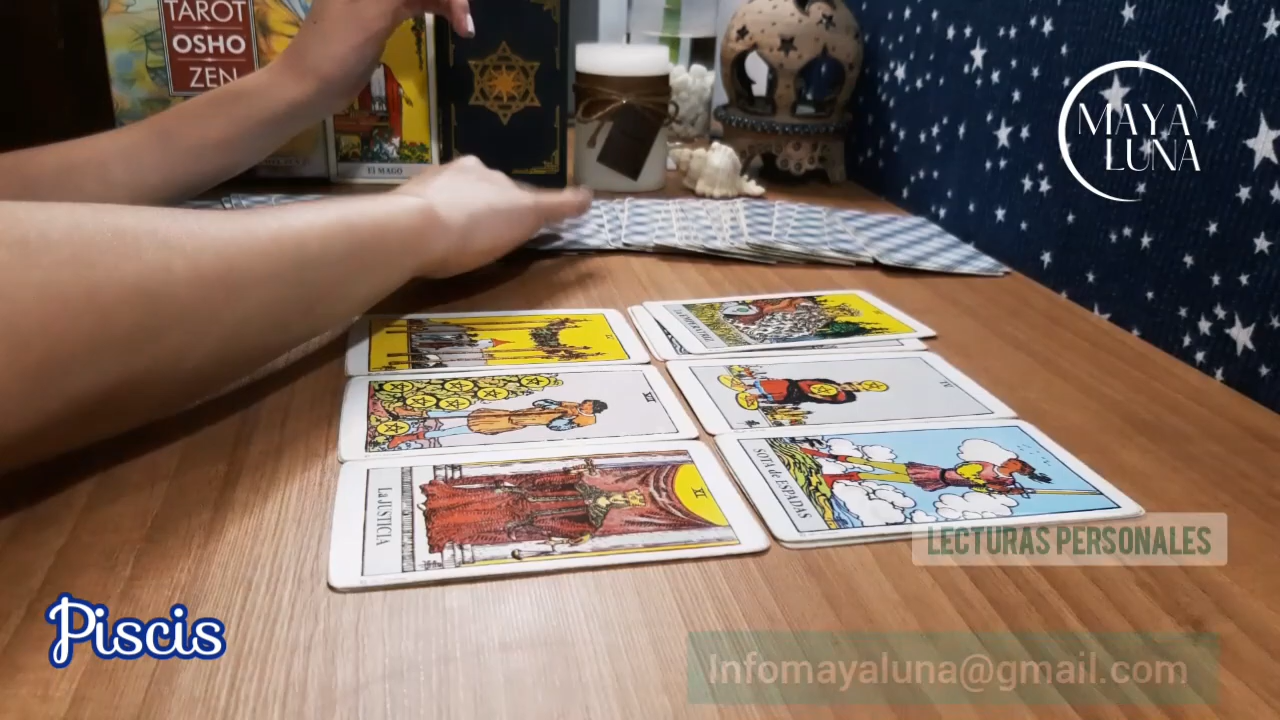 TAROT
OSHO
ZEN
El MAGO
MAYA
LUNA
La JUSTICIA
SOTA de ESPADAS
LECTURAS PERSONALES
Piscis
Infomayaluna@gmail.com